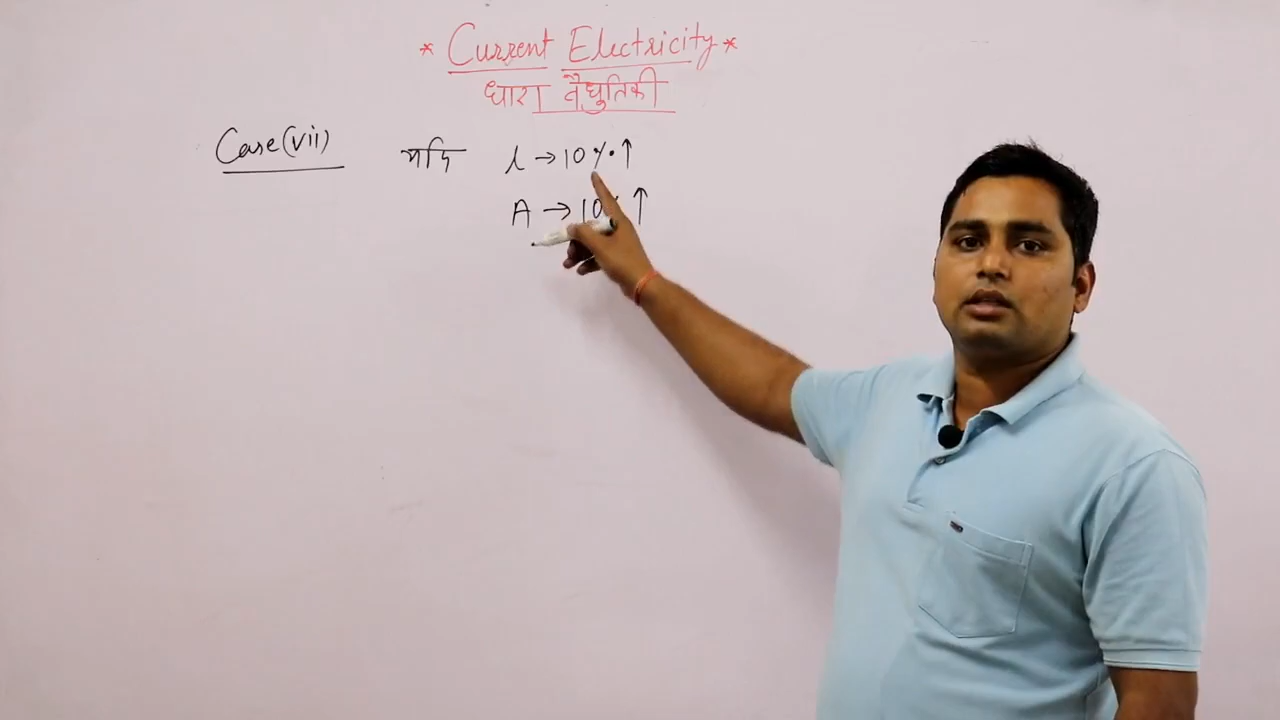 * Current Electricity *
धारा वैधुतिकी
Case(vii) यदि l → 10%↑
A → 10% ↑